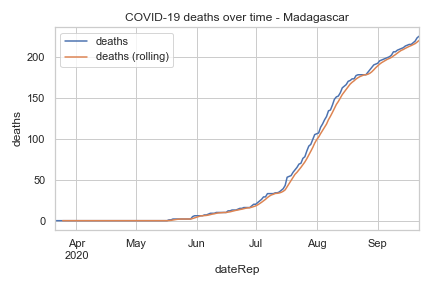 COVID-19 deaths over time - Madagascar
deaths
deaths (rolling)
200
150
100
50
0
deaths
Apr
2020
May
Jun
Jul
Aug
Sep
dateRep